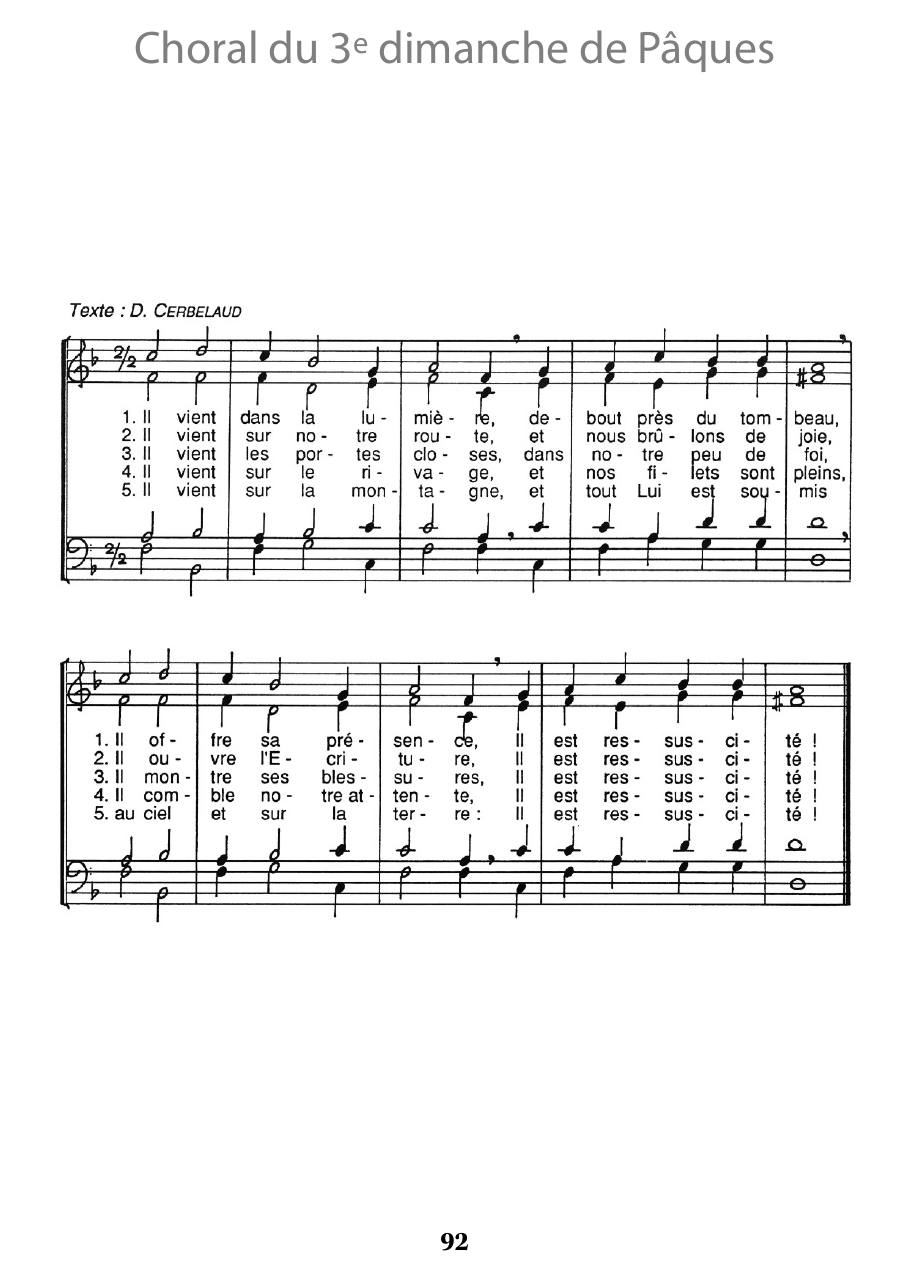 Choral du 3e dimanche de Pâques
Texte : D. CERBELAUD
2/2
1. Il vient dans la lu - miè - re, de - bout près du tom - beau,
2. Il vient sur no - tre rou - te, et nous brû - lons de joie,
3. Il vient les por - tes clo - ses, dans no - tre peu de foi,
4. Il vient sur le ri - va - ge, et nos fi - lets sont pleins,
5. Il vient sur la mon - ta - gne, et tout Lui est sou - mis
2/2
1. Il of - fre sa pré - sen - ce, Il est res - sus - ci - té !
2. Il ou - vre l'E - cri - tu - re, Il est res - sus - ci - té !
3. Il mon - tre ses bles - su - res, Il est res - sus - ci - té !
4. Il com - ble no - tre at - ten - te, Il est res - sus - ci - té !
5. au ciel et sur la ter - re : Il est res - sus - ci - té !
92